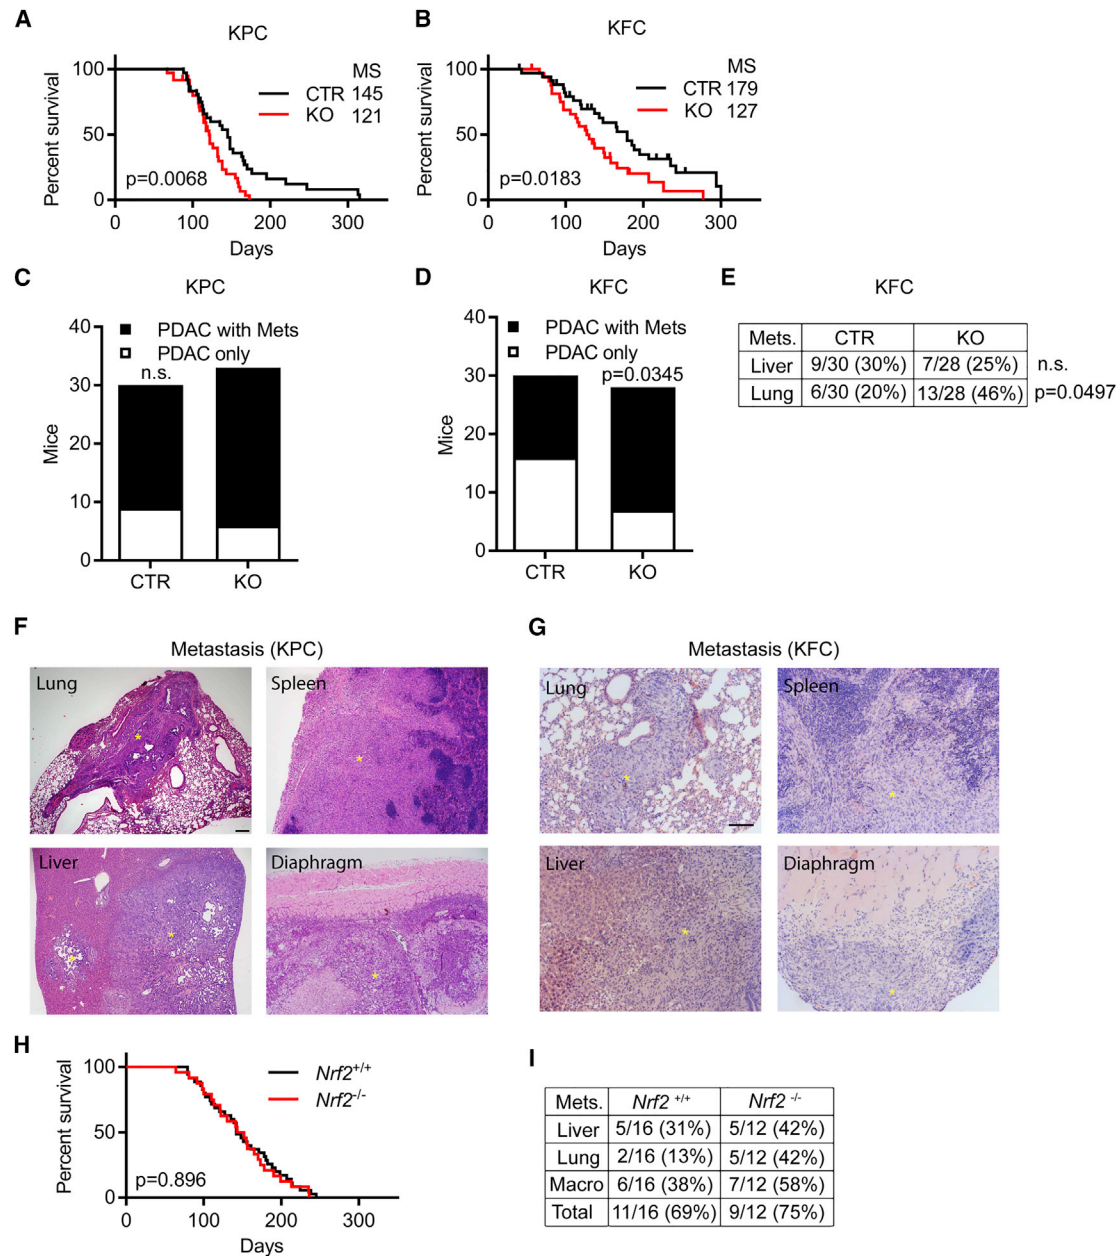 A
KPC
Percent survival
100
50
0
0 100 200 300
Days
MS
CTR 145
KO 121
p=0.0068
B
KFC
Percent survival
100
50
0
0 100 200 300
Days
MS
CTR 179
KO 127
p=0.0183
C
KPC
Mice
40
30
20
10
0
PDAC with Mets
PDAC only
n.s.
CTR KO
D
KFC
Mice
40
30
20
10
0
PDAC with Mets
PDAC only
p=0.0345
CTR KO
E
KFC
Mets. CTR KO
Liver 9/30 (30%) 7/28 (25%) n.s.
Lung 6/30 (20%) 13/28 (46%) p=0.0497
F
Metastasis (KPC)
Lung Spleen
Liver Diaphragm
G
Metastasis (KFC)
Lung Spleen
Liver Diaphragm
H
Percent survival
100
50
0
0 100 200 300
Days
Nrf2+/+
Nrf2-/-
p=0.896
I
Mets. Nrf2 +/+ Nrf2 -/-
Liver 5/16 (31%) 5/12 (42%)
Lung 2/16 (13%) 5/12 (42%)
Macro 6/16 (38%) 7/12 (58%)
Total 11/16 (69%) 9/12 (75%)